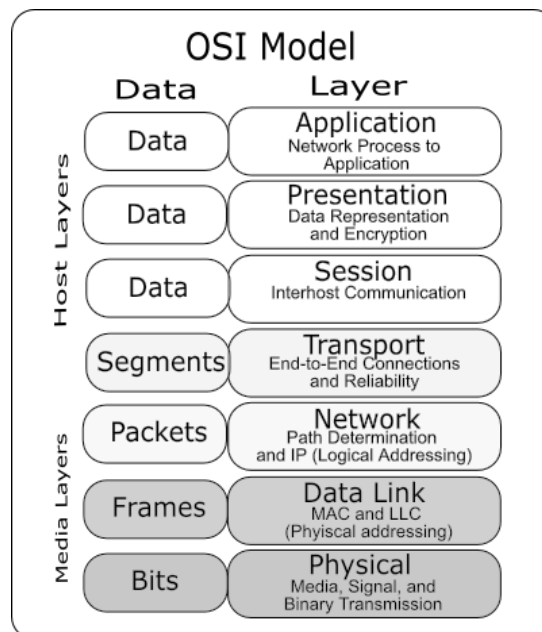 OSI Model
Data Layer
Host Layers
Data
Application
Network Process to
Application
Data
Presentation
Data Representation
and Encryption
Data
Session
Interhost Communication
Segments
Transport
End-to-End Connections
and Reliability
Media Layers
Packets
Network
Path Determination
and IP (Logical Addressing)
Frames
Data Link
MAC and LLC
(Phyiscal addressing)
Bits
Physical
Media, Signal, and
Binary Transmission